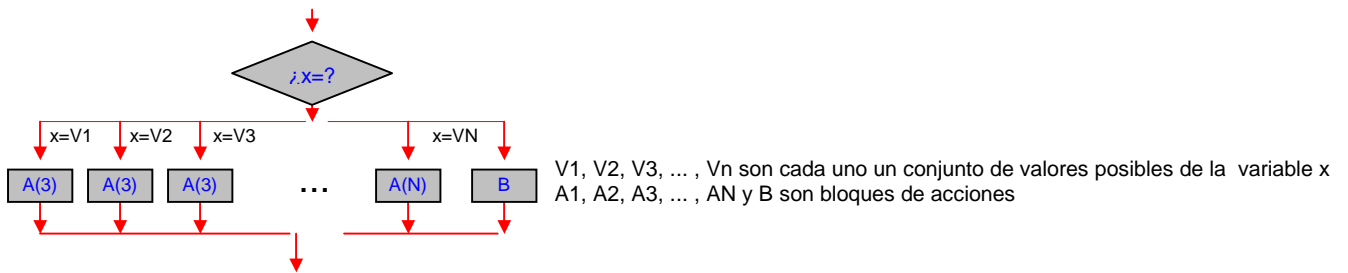 ¿x=?
x=V1 x=V2 x=V3 x=VN
A(3) A(3) A(3) ... A(N) B
V1, V2, V3, ... , Vn son cada uno un conjunto de valores posibles de la variable x
A1, A2, A3, ... , AN y B son bloques de acciones